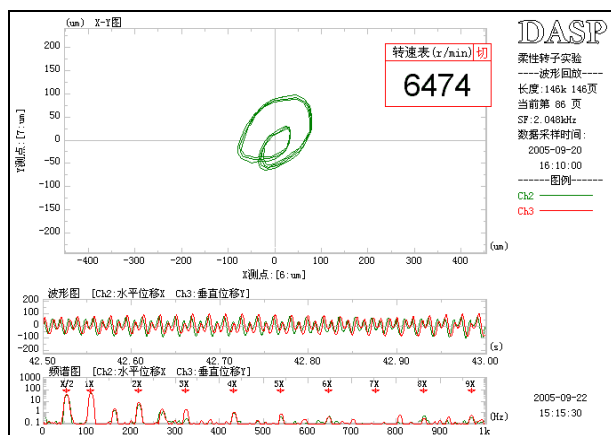 (um) X-Y图
DASP
转速表(r/min) 切
6474
柔性转子实验
----波形回放----
长度:146k 146页
当前第 86 页
SF:2.048kHz
数据采样时间:
2005-09-20
16:10:00
------图例------
Ch2
Ch3
200
150
100
50
0
-50
-100
-150
-200
Y测点:[7:um]
-400 -300 -200 -100 0 100 200 300 400
(um)
X测点:[6:um]
波形图 [Ch2:水平位移X Ch3:垂直位移Y]
200
100
0
-100
-200
42.50 42.60 42.70 42.80 42.90 43.00
(s)
频谱图 [Ch2:水平位移X Ch3:垂直位移Y]
1000
100
10
1
0.1
X/2 1X 2X 3X 4X 5X 6X 7X 8X 9X
0 100 200 300 400 500 600 700 800 900 1k
(Hz)
2005-09-22
15:15:30